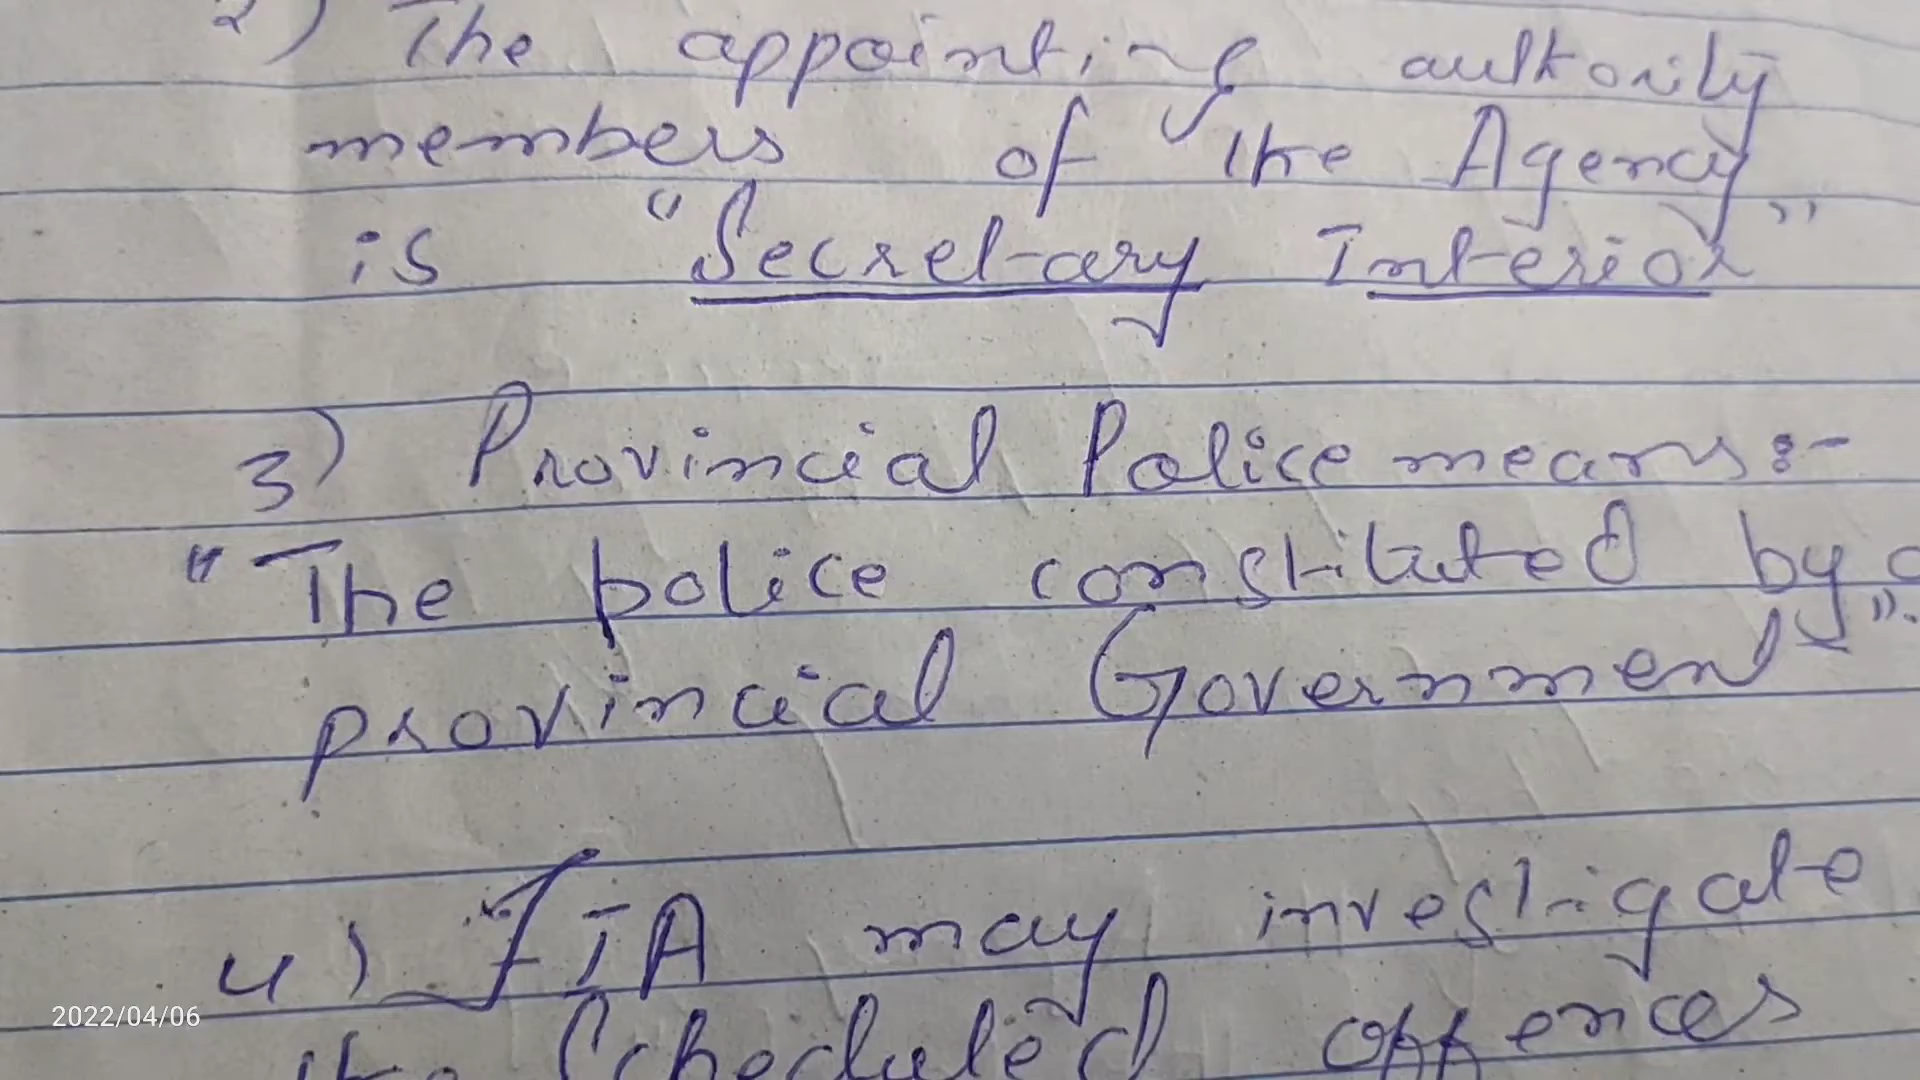 2) The appointing authority
members of the Agency
is "Secretary Interior"
3) Provincial Police means:-
"The police constituted by a
provincial Government".
4) FIA may investigate
the Scheduled offences
2022/04/06